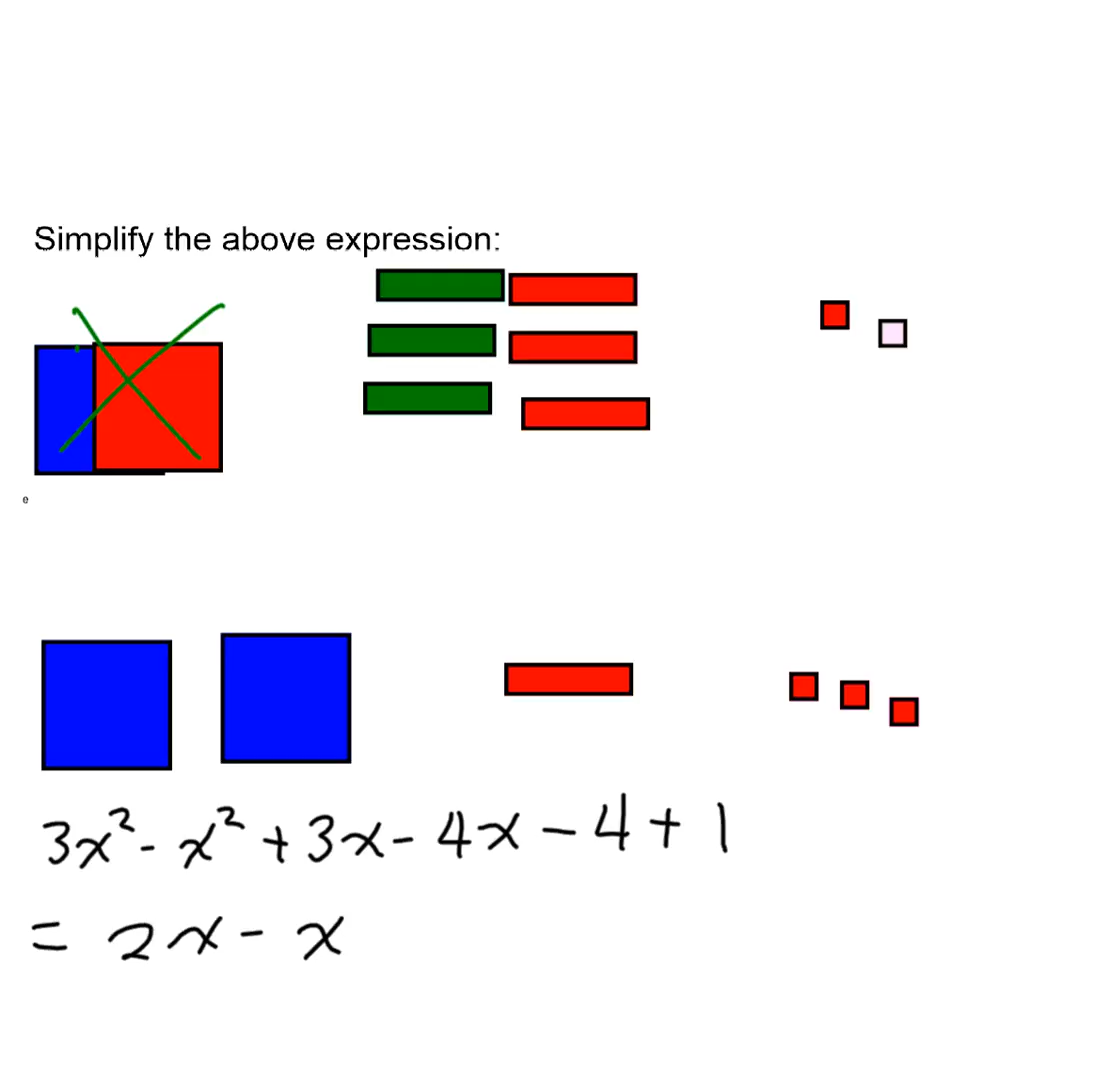 Simplify the above expression:
e
3x² - x² + 3x - 4x - 4 + 1
= 2x - x